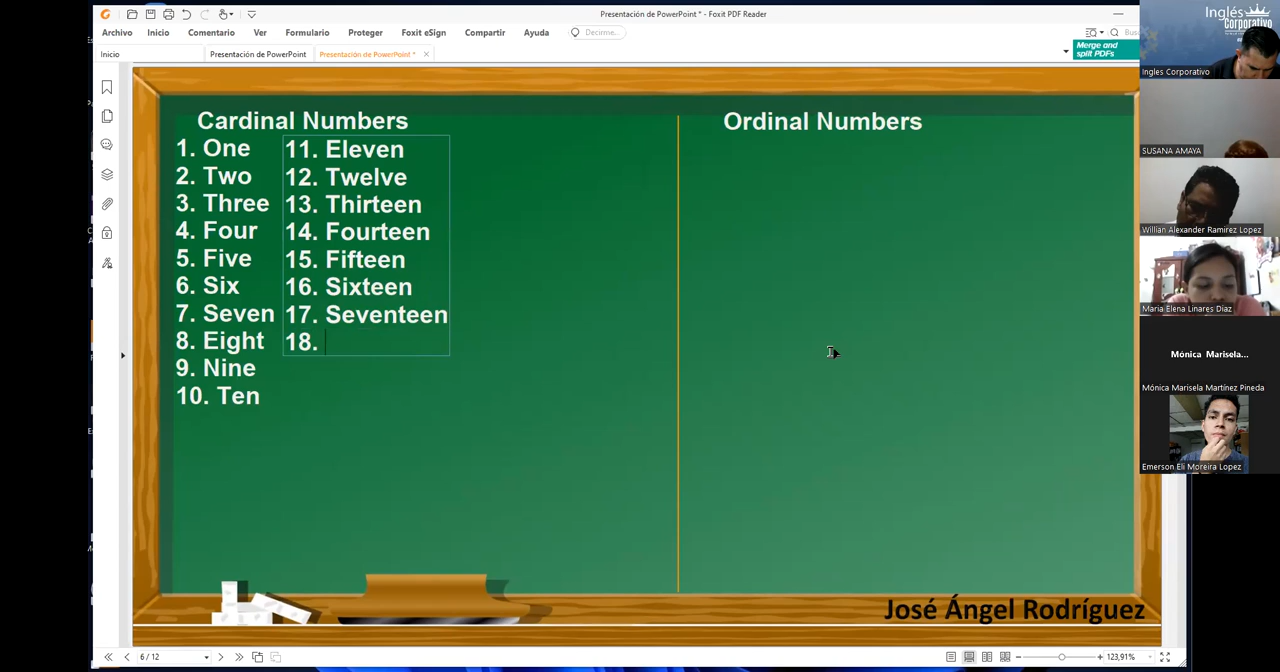 Presentación de PowerPoint * - Foxit PDF Reader
Archivo Inicio Comentario Ver Formulario Proteger Foxit eSign Compartir Ayuda Decirme...
Inicio Presentación de PowerPoint Presentación de PowerPoint *
Merge and
split PDFs
Cardinal Numbers
1. One
2. Two
3. Three
4. Four
5. Five
6. Six
7. Seven
8. Eight
9. Nine
10. Ten
11. Eleven
12. Twelve
13. Thirteen
14. Fourteen
15. Fifteen
16. Sixteen
17. Seventeen
18.
Ordinal Numbers
José Ángel Rodríguez
6 / 12
123,91%
Inglés
Corporativo
Ingles Corporativo
SUSANA AMAYA
Willian Alexander Ramirez Lopez
Maria Elena Linares Diaz
Mónica Marisela...
Mónica Marisela Martínez Pineda
Emerson Eli Moreira Lopez